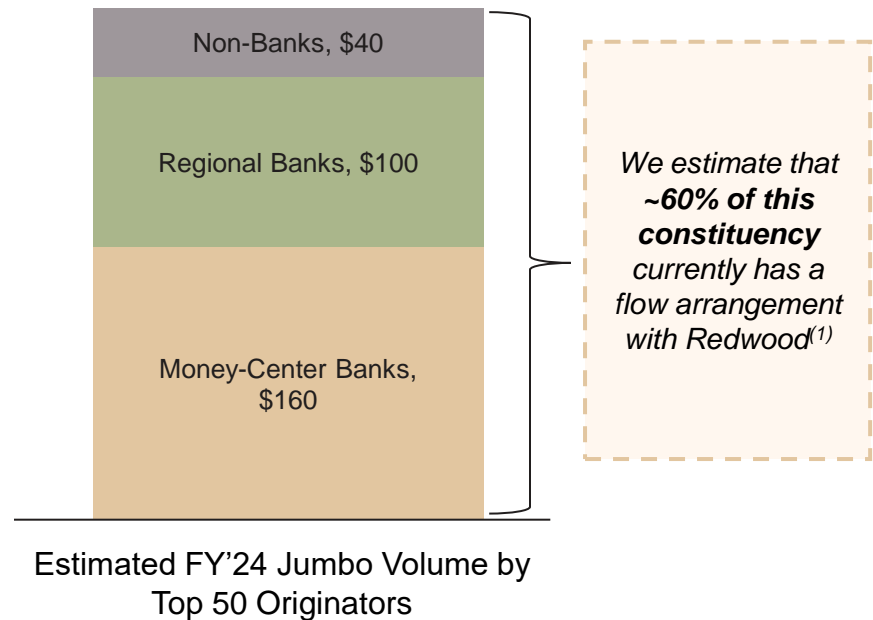 Non-Banks, $40
Regional Banks, $100
Money-Center Banks,
$160
We estimate that
~60% of this
constituency
currently has a
flow arrangement
with Redwood(1)
Estimated FY’24 Jumbo Volume by
Top 50 Originators